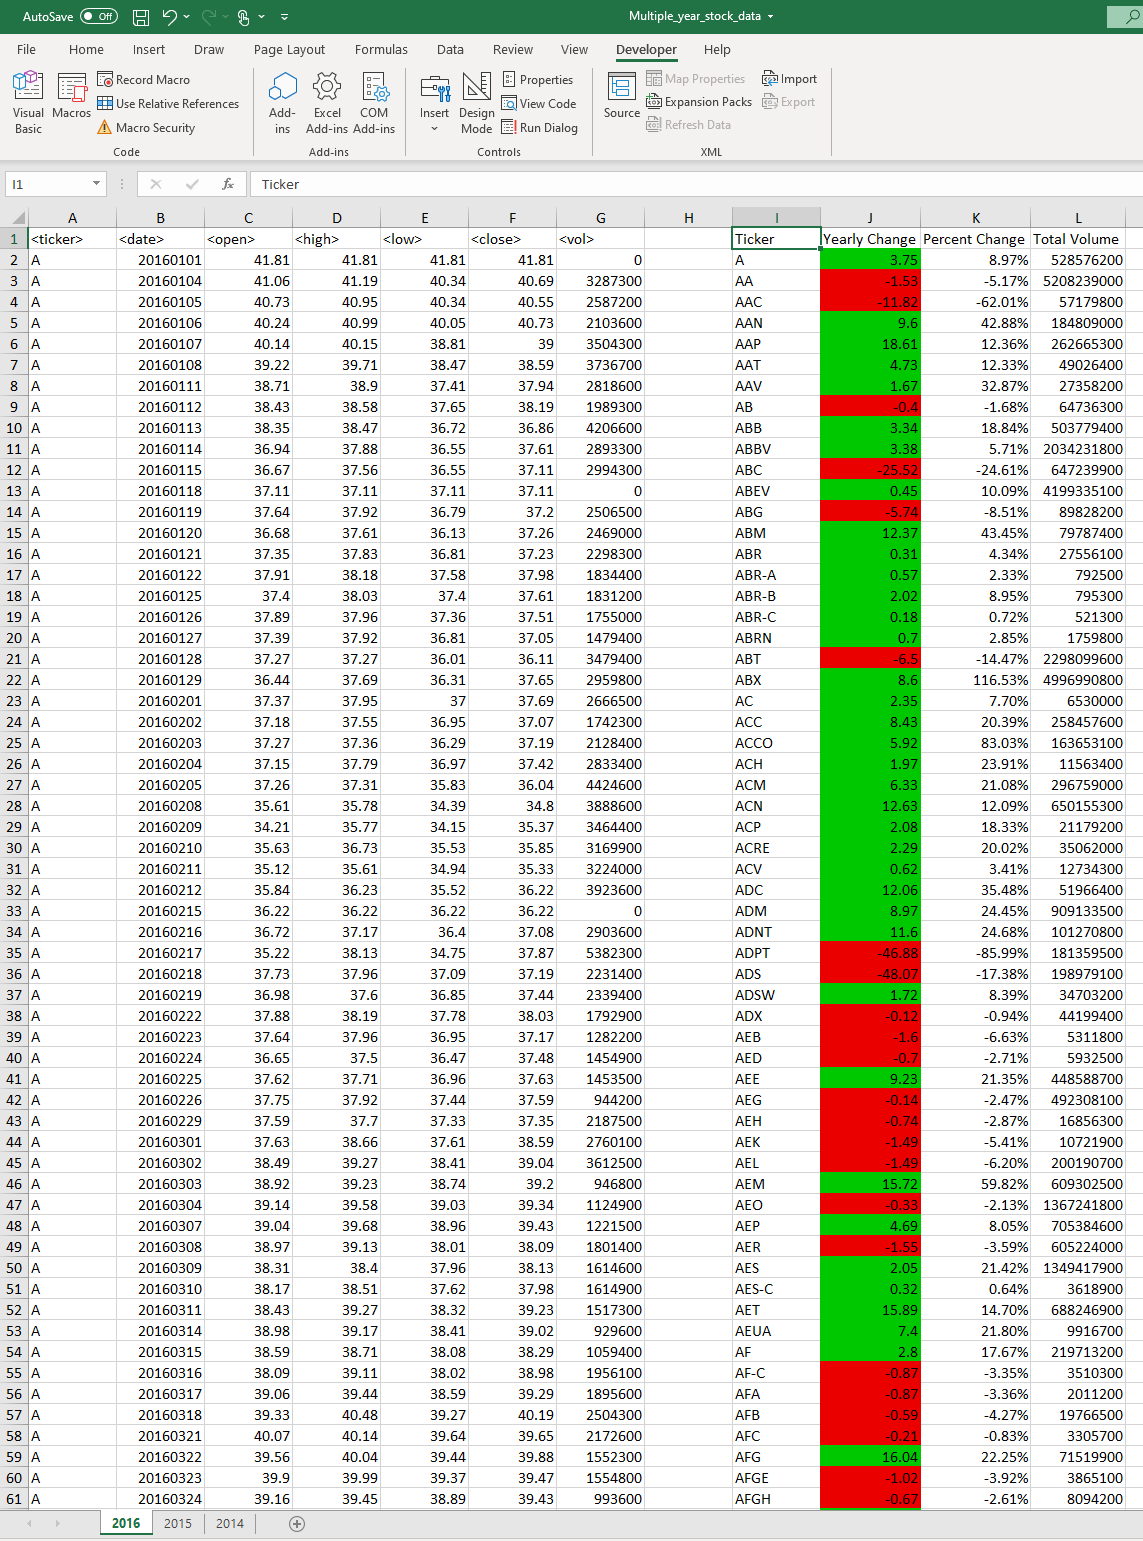 AutoSave Off Multiple_year_stock_data
File Home Insert Draw Page Layout Formulas Data Review View Developer Help
Visual Basic Macros Record Macro Use Relative References Macro Security Code
Add-ins Excel Add-ins COM Add-ins Add-ins
Insert Design Mode Properties View Code Run Dialog Controls
Source Map Properties Expansion Packs Refresh Data Import Export XML
I1 fx Ticker
A B C D E F G H I J K L
1 <ticker> <date> <open> <high> <low> <close> <vol> Ticker Yearly Change Percent Change Total Volume
2 A 20160101 41.81 41.81 41.81 41.81 0 A 3.75 8.97% 528576200
3 A 20160104 41.06 41.19 40.34 40.69 3287300 AA -1.53 -5.17% 5208239000
4 A 20160105 40.73 40.95 40.34 40.55 2587200 AAC -11.82 -62.01% 57179800
5 A 20160106 40.24 40.99 40.05 40.73 2103600 AAN 9.6 42.88% 184809000
6 A 20160107 40.14 40.15 38.81 39 3504300 AAP 18.61 12.36% 262665300
7 A 20160108 39.22 39.71 38.47 38.59 3736700 AAT 4.73 12.33% 49026400
8 A 20160111 38.71 38.9 37.41 37.94 2818600 AAV 1.67 32.87% 27358200
9 A 20160112 38.43 38.58 37.65 38.19 1989300 AB -0.4 -1.68% 64736300
10 A 20160113 38.35 38.47 36.72 36.86 4206600 ABB 3.34 18.84% 503779400
11 A 20160114 36.94 37.88 36.55 37.61 2893300 ABBV 3.38 5.71% 2034231800
12 A 20160115 36.67 37.56 36.55 37.11 2994300 ABC -25.52 -24.61% 647239900
13 A 20160118 37.11 37.11 37.11 37.11 0 ABEV 0.45 10.09% 4199335100
14 A 20160119 37.64 37.92 36.79 37.2 2506500 ABG -5.74 -8.51% 89828200
15 A 20160120 36.68 37.61 36.13 37.26 2469000 ABM 12.37 43.45% 79787400
16 A 20160121 37.35 37.83 36.81 37.23 2298300 ABR 0.31 4.34% 27556100
17 A 20160122 37.91 38.18 37.58 37.98 1834400 ABR-A 0.57 2.33% 792500
18 A 20160125 37.4 38.03 37.4 37.61 1831200 ABR-B 2.02 8.95% 795300
19 A 20160126 37.89 37.96 37.36 37.51 1755000 ABR-C 0.18 0.72% 521300
20 A 20160127 37.39 37.92 36.81 37.05 1479400 ABRN 0.7 2.85% 1759800
21 A 20160128 37.27 37.27 36.01 36.11 3479400 ABT -6.5 -14.47% 2298099600
22 A 20160129 36.44 37.69 36.31 37.65 2959800 ABX 8.6 116.53% 4996990800
23 A 20160201 37.37 37.95 37 37.69 2666500 AC 2.35 7.70% 6530000
24 A 20160202 37.18 37.55 36.95 37.07 1742300 ACC 8.43 20.39% 258457600
25 A 20160203 37.27 37.36 36.29 37.19 2128400 ACCO 5.92 83.03% 163653100
26 A 20160204 37.15 37.79 36.97 37.42 2833400 ACH 1.97 23.91% 11563400
27 A 20160205 37.26 37.31 35.83 36.04 4424600 ACM 6.33 21.08% 296759000
28 A 20160208 35.61 35.78 34.39 34.8 3888600 ACN 12.63 12.09% 650155300
29 A 20160209 34.21 35.77 34.15 35.37 3464400 ACP 2.08 18.33% 21179200
30 A 20160210 35.63 36.73 35.53 35.85 3169900 ACRE 2.29 20.02% 35062000
31 A 20160211 35.12 35.61 34.94 35.33 3224000 ACV 0.62 3.41% 12734300
32 A 20160212 35.84 36.23 35.52 36.22 3923600 ADC 12.06 35.48% 51966400
33 A 20160215 36.22 36.22 36.22 36.22 0 ADM 8.97 24.45% 909133500
34 A 20160216 36.72 37.17 36.4 37.08 2903600 ADNT 11.6 24.68% 101270800
35 A 20160217 35.22 38.13 34.75 37.87 5382300 ADPT -46.88 -85.99% 181359500
36 A 20160218 37.73 37.96 37.09 37.19 2231400 ADS -48.07 -17.38% 198979100
37 A 20160219 36.98 37.6 36.85 37.44 2339400 ADSW 1.72 8.39% 34703200
38 A 20160222 37.88 38.19 37.78 38.03 1792900 ADX -0.12 -0.94% 44199400
39 A 20160223 37.64 37.96 36.95 37.17 1282200 AEB -1.6 -6.63% 5311800
40 A 20160224 36.65 37.5 36.47 37.48 1454900 AED -0.7 -2.71% 5932500
41 A 20160225 37.62 37.71 36.96 37.63 1453500 AEE 9.23 21.35% 448588700
42 A 20160226 37.75 37.92 37.44 37.59 944200 AEG -0.14 -2.47% 492308100
43 A 20160229 37.59 37.7 37.33 37.35 2187500 AEH -0.74 -2.87% 16856300
44 A 20160301 37.63 38.66 37.61 38.59 2760100 AEK -1.49 -5.41% 10721900
45 A 20160302 38.49 39.27 38.41 39.04 3612500 AEL -1.49 -6.20% 200190700
46 A 20160303 38.92 39.23 38.74 39.2 946800 AEM 15.72 59.82% 609302500
47 A 20160304 39.14 39.58 39.03 39.34 1124900 AEO -0.33 -2.13% 1367241800
48 A 20160307 39.04 39.68 38.96 39.43 1221500 AEP 4.69 8.05% 705384600
49 A 20160308 38.97 39.13 38.01 38.09 1801400 AER -1.55 -3.59% 605224000
50 A 20160309 38.31 38.4 37.96 38.13 1614600 AES 2.05 21.42% 1349417900
51 A 20160310 38.17 38.51 37.62 37.98 1614900 AES-C 0.32 0.64% 3618900
52 A 20160311 38.43 39.27 38.32 39.23 1517300 AET 15.89 14.70% 688246900
53 A 20160314 38.98 39.17 38.41 39.02 929600 AEUA 7.4 21.80% 9916700
54 A 20160315 38.59 38.71 38.08 38.29 1059400 AF 2.8 17.67% 219713200
55 A 20160316 38.09 39.11 38.02 38.98 1956100 AF-C -0.87 -3.35% 3510300
56 A 20160317 39.06 39.44 38.59 39.29 1895600 AFA -0.87 -3.36% 2011200
57 A 20160318 39.33 40.48 39.27 40.19 2504300 AFB -0.59 -4.27% 19766500
58 A 20160321 40.07 40.14 39.64 39.65 2172600 AFC -0.21 -0.83% 3305700
59 A 20160322 39.56 40.04 39.44 39.88 1552300 AFG 16.04 22.25% 71519900
60 A 20160323 39.9 39.99 39.37 39.47 1554800 AFGE -1.02 -3.92% 3865100
61 A 20160324 39.16 39.45 38.89 39.43 993600 AFGH -0.67 -2.61% 8094200
2016 2015 2014